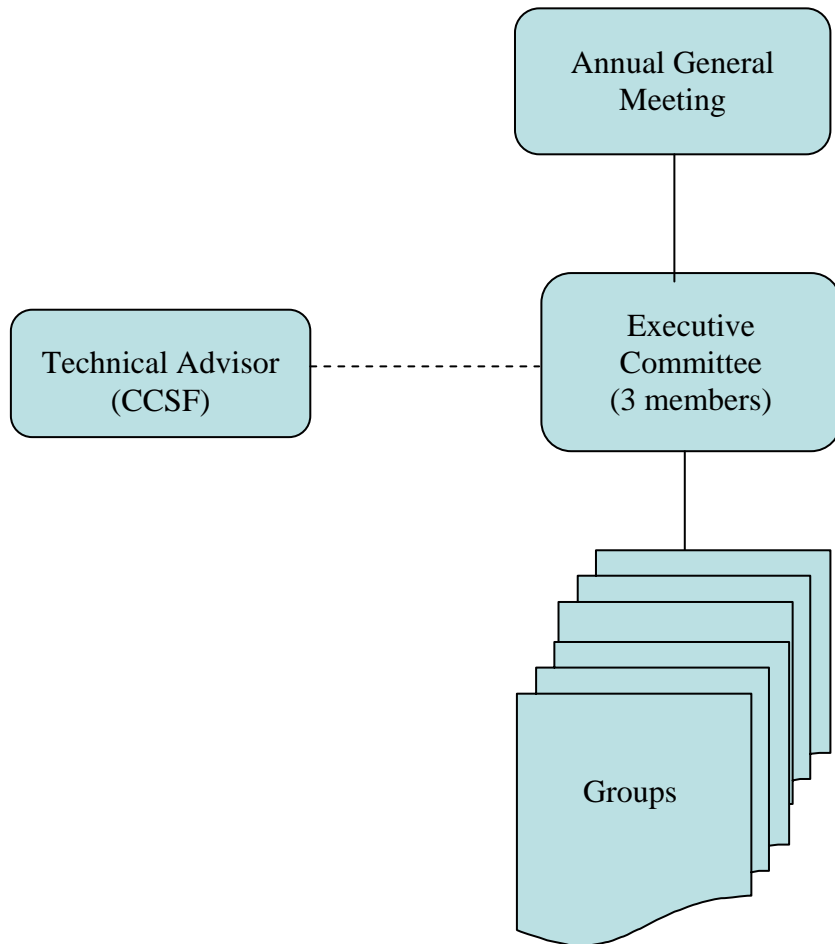 Annual General
Meeting
Executive
Committee
(3 members)
Technical Advisor
(CCSF)
Groups